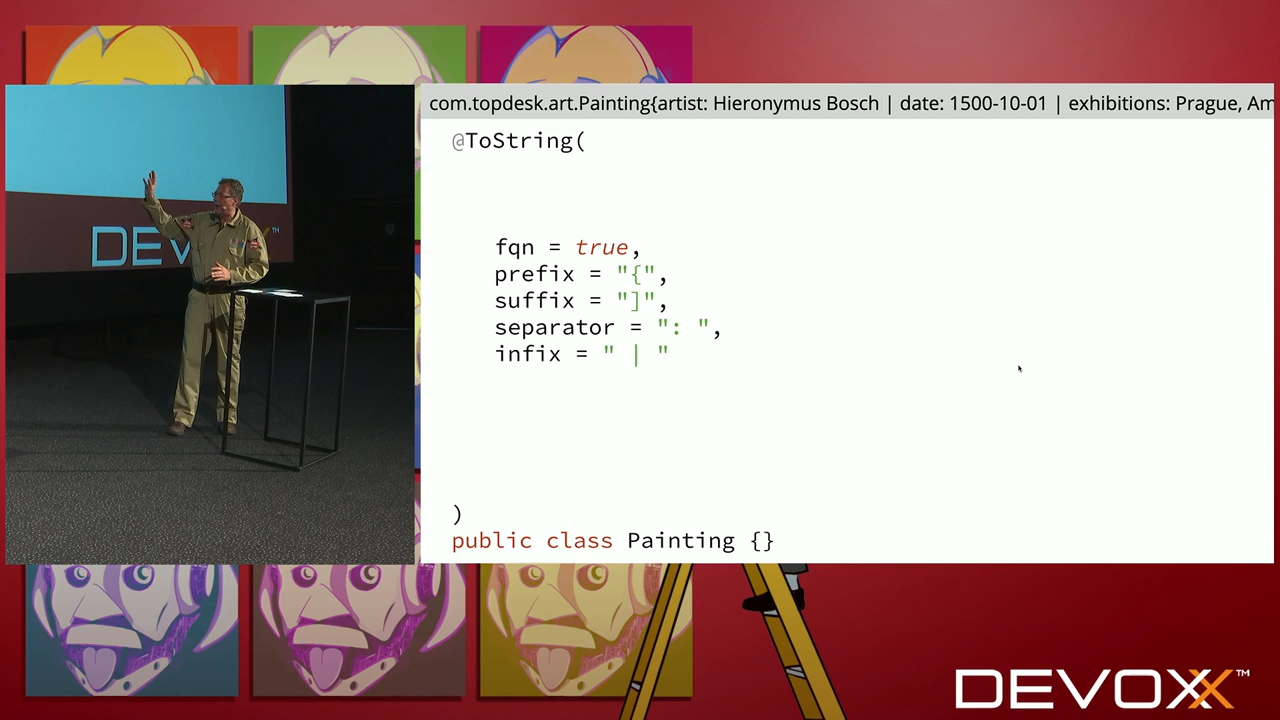 com.topdesk.art.Painting{artist: Hieronymus Bosch | date: 1500-10-01 | exhibitions: Prague, Am
@ToString(
fqn = true,
prefix = "{",
suffix = "]",
separator = ": ",
infix = " | "
)
public class Painting {}
DEV
DEVOXX™